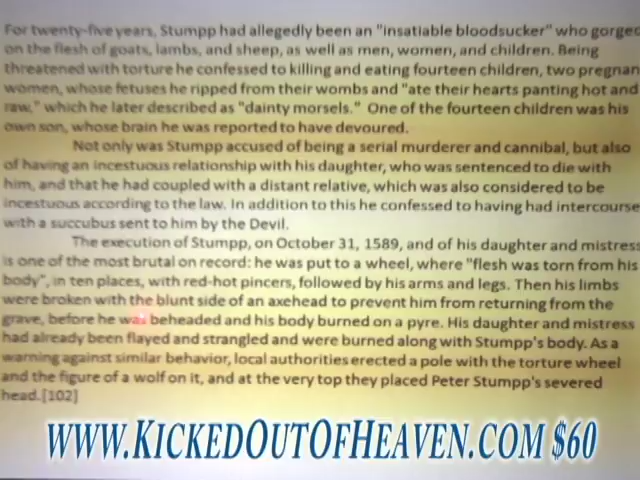 For twenty-five years, Stumpp had allegedly been an "insatiable bloodsucker" who gorged
on the flesh of goats, lambs, and sheep, as well as men, women, and children. Being
threatened with torture he confessed to killing and eating fourteen children, two pregnan
women, whose fetuses he ripped from their wombs and "ate their hearts panting hot and
raw," which he later described as "dainty morsels." One of the fourteen children was his
own son, whose brain he was reported to have devoured.
Not only was Stumpp accused of being a serial murderer and cannibal, but also
of having an incestuous relationship with his daughter, who was sentenced to die with
him, and that he had coupled with a distant relative, which was also considered to be
incestuous according to the law. In addition to this he confessed to having had intercourse
with a succubus sent to him by the Devil.
The execution of Stumpp, on October 31, 1589, and of his daughter and mistress
is one of the most brutal on record: he was put to a wheel, where "flesh was torn from his
body", in ten places, with red-hot pincers, followed by his arms and legs. Then his limbs
were broken with the blunt side of an axehead to prevent him from returning from the
grave, before he was beheaded and his body burned on a pyre. His daughter and mistress
had already been flayed and strangled and were burned along with Stumpp's body. As a
warning against similar behavior, local authorities erected a pole with the torture wheel
and the figure of a wolf on it, and at the very top they placed Peter Stumpp's severed
head.[102]
WWW.KICKEDOUTOFHEAVEN.COM $60